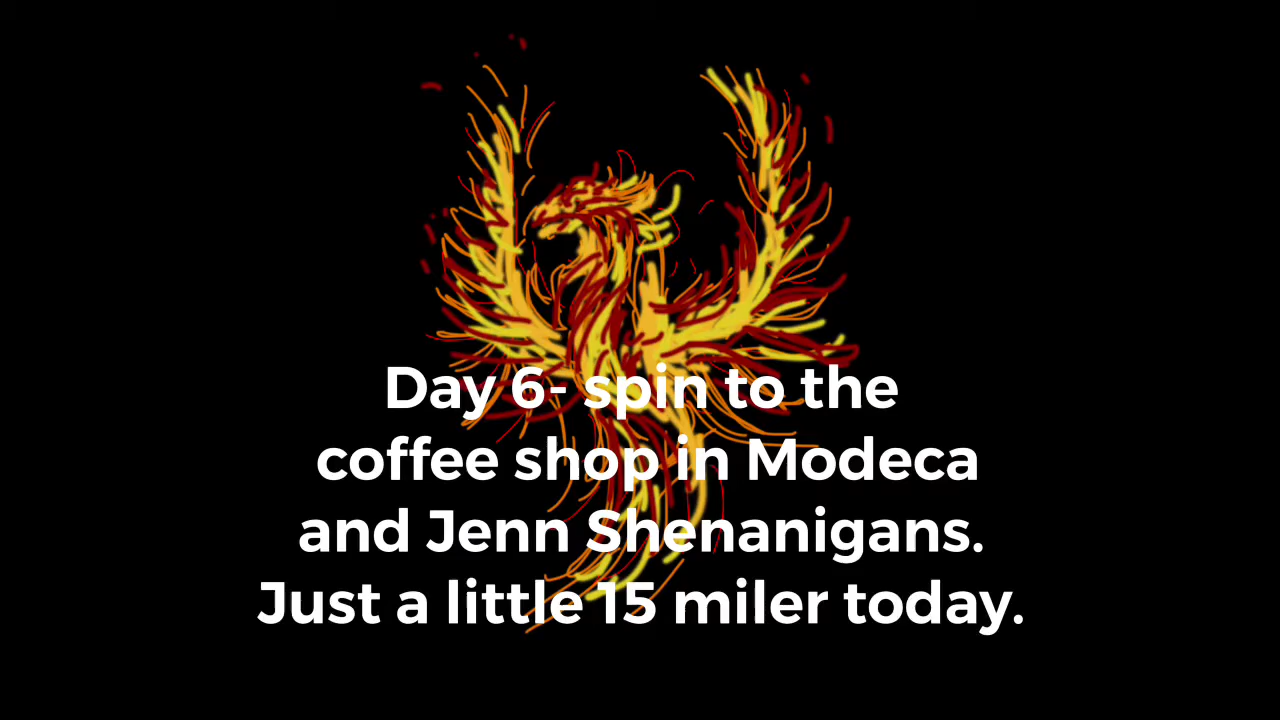 Day 6- spin to the
coffee shop in Modeca
and Jenn Shenanigans.
Just a little 15 miler today.